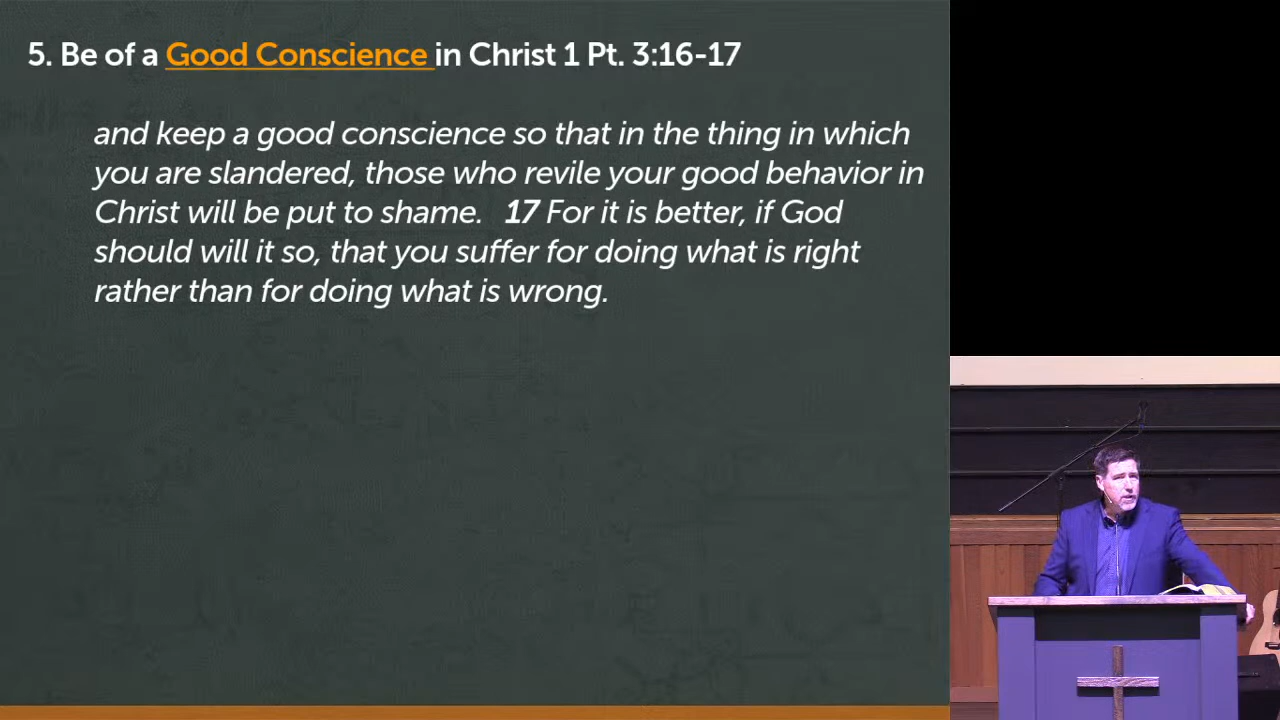 5. Be of a Good Conscience in Christ 1 Pt. 3:16-17
and keep a good conscience so that in the thing in which
you are slandered, those who revile your good behavior in
Christ will be put to shame. 17 For it is better, if God
should will it so, that you suffer for doing what is right
rather than for doing what is wrong.